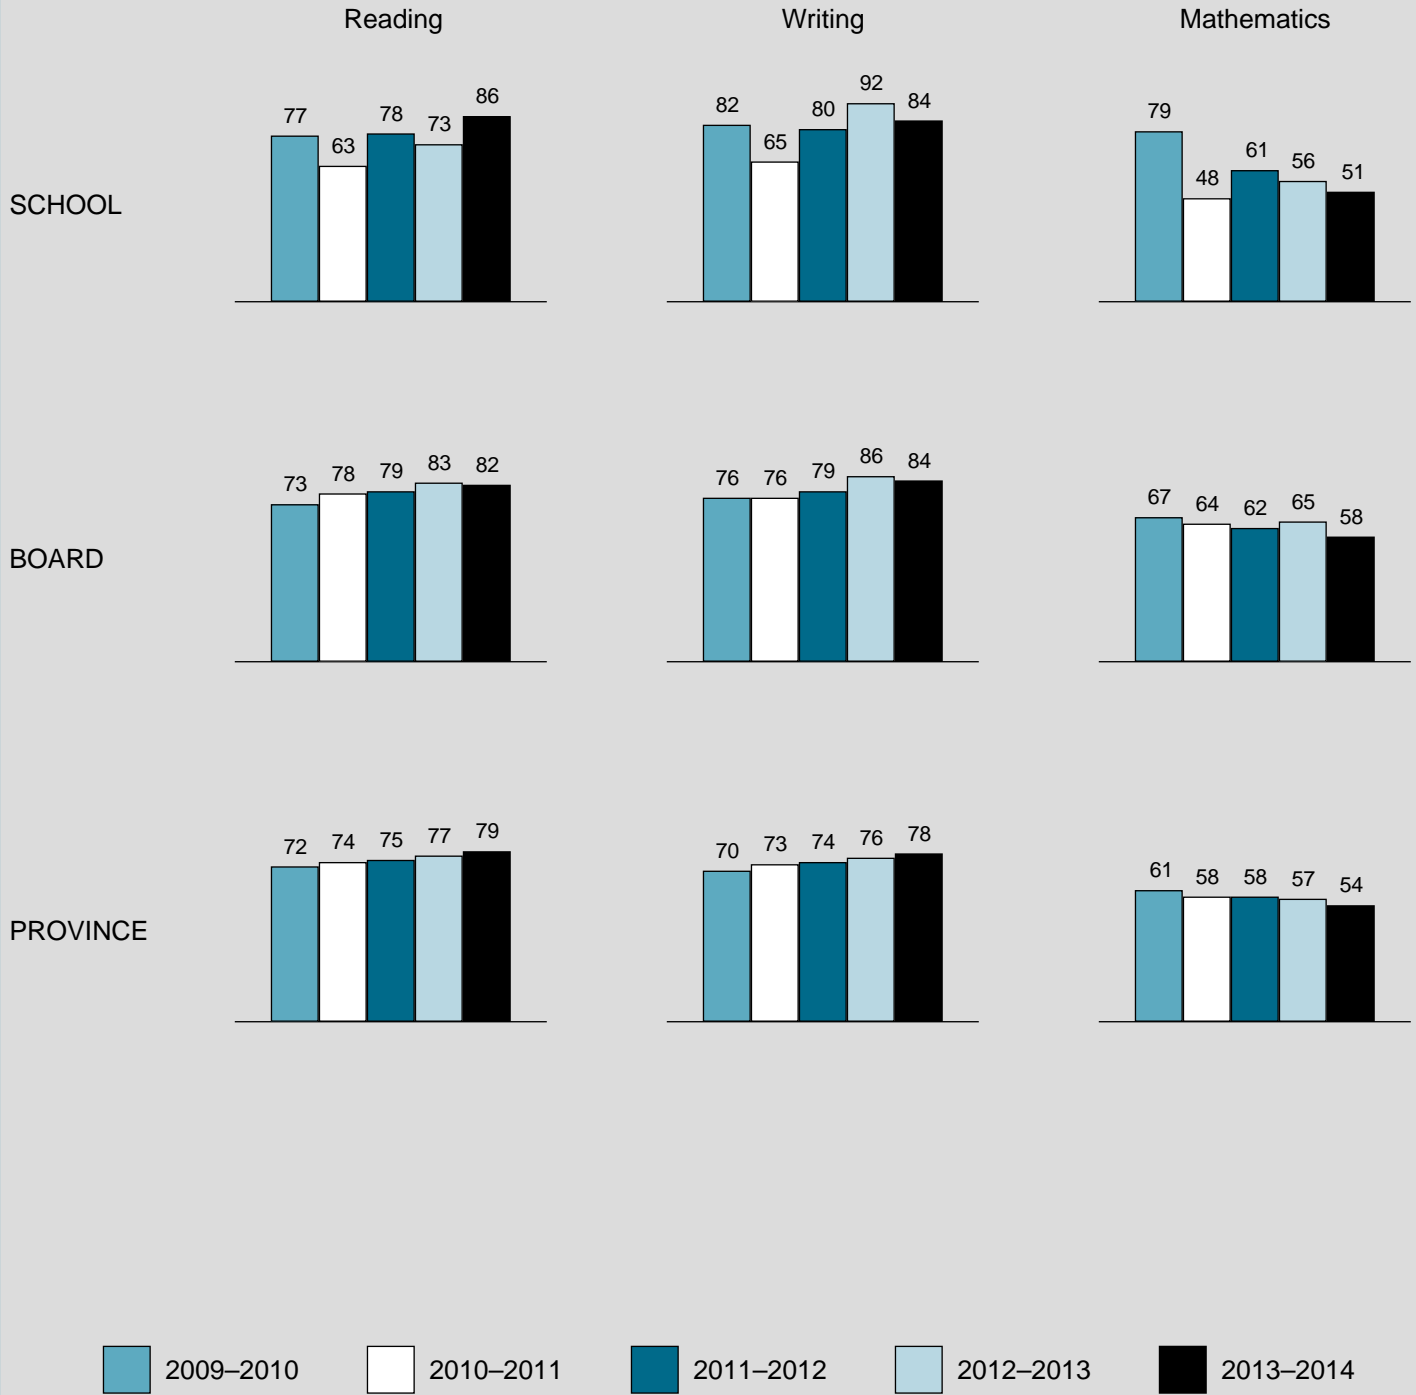 Reading Writing Mathematics
SCHOOL
77 63 78 73 86
82 65 80 92 84
79 48 61 56 51
BOARD
73 78 79 83 82
76 76 79 86 84
67 64 62 65 58
PROVINCE
72 74 75 77 79
70 73 74 76 78
61 58 58 57 54
2009–2010 2010–2011 2011–2012 2012–2013 2013–2014